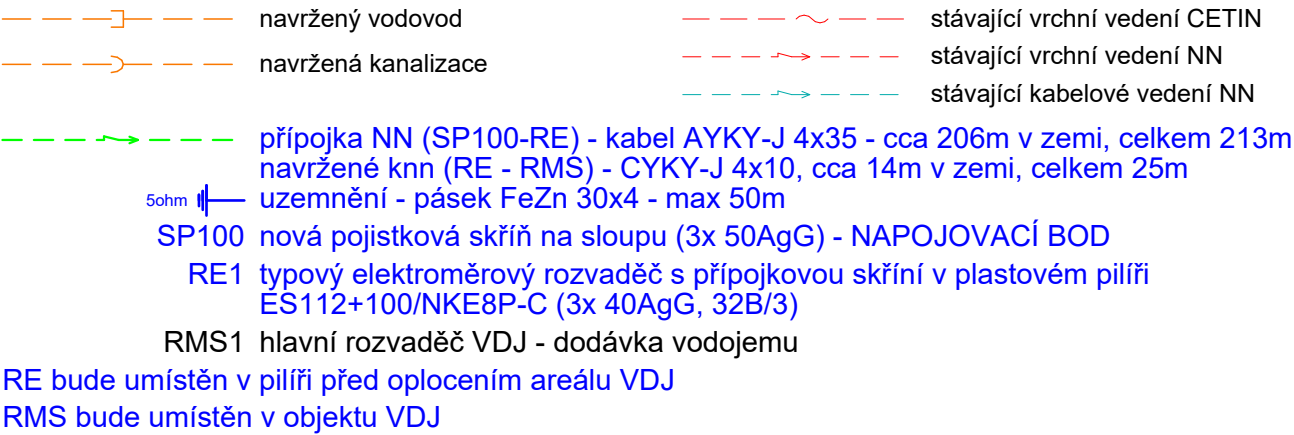 navržený vodovod
navržená kanalizace
stávající vrchní vedení CETIN
stávající vrchní vedení NN
stávající kabelové vedení NN
přípojka NN (SP100-RE) - kabel AYKY-J 4x35 - cca 206m v zemi, celkem 213m
navržené knn (RE - RMS) - CYKY-J 4x10, cca 14m v zemi, celkem 25m
5ohm uzemnění - pásek FeZn 30x4 - max 50m
SP100 nová pojistková skříň na sloupu (3x 50AgG) - NAPOJOVACÍ BOD
RE1 typový elektroměrový rozvaděč s přípojkovou skříní v plastovém pilíři
ES112+100/NKE8P-C (3x 40AgG, 32B/3)
RMS1 hlavní rozvaděč VDJ - dodávka vodojemu
RE bude umístěn v pilíři před oplocením areálu VDJ
RMS bude umístěn v objektu VDJ